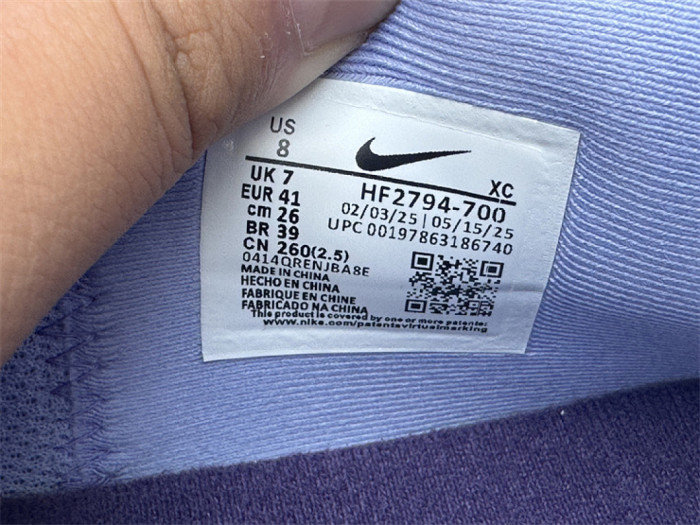 US
8
UK 7
EUR 41
cm 26
BR 39
CN 260(2.5)
XC
HF2794-700
02/03/25 | 05/15/25
UPC 00197863186740
0414QRENJBA8E
MADE IN CHINA
HECHO EN CHINA
FABRIQUE EN CHINE
FABRICADO NA CHINA
This product is covered by one or more patents:
www.nike.com/patentsvirtualmarking